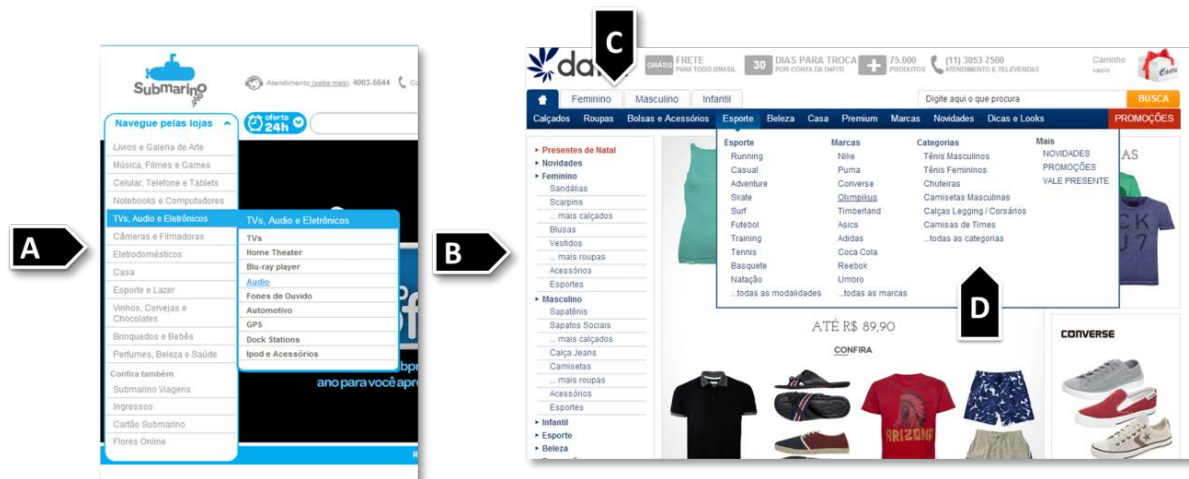 A
Submarino
Atendimento (saiba mais): 4003-5544
Navegue pelas lojas
oferta
24h
Livros e Galeria de Arte
Música, Filmes e Games
Celular, Telefone e Tablets
Notebooks e Computadores
TVs, Audio e Eletrônicos
Câmeras e Filmadoras
Eletrodomésticos
Casa
Esporte e Lazer
Vinhos, Cervejas e
Chocolates
Brinquedos e Bebês
Perfumes, Beleza e Saúde
Confira também
Submarino Viagens
Ingressos
Cartão Submarino
Flores Online
TVs, Audio e Eletrônicos
TVs
Home Theater
Blu-ray player
Audio
Fones de Ouvido
Automotivo
GPS
Dock Stations
Ipod e Acessórios
ano para você
B
C
GRÁTIS FRETE
PARA TODO BRASIL
30 DIAS PARA TROCA
POR CONTA DA DAFITI
75.000
PRODUTOS
(11) 3053 7500
ATENDIMENTO E TELEVENDAS
Carrinho
vazio
Feminino Masculino Infantil
Digite aqui o que procura
BUSCA
Calçados Roupas Bolsas e Acessórios Esporte Beleza Casa Premium Marcas Novidades Dicas e Looks PROMOÇÕES
Presentes de Natal
Novidades
Feminino
Sandálias
Scarpins
... mais calçados
Blusas
Vestidos
... mais roupas
Acessórios
Esportes
Masculino
Sapatênis
Sapatos Sociais
... mais calçados
Calça Jeans
Camisetas
... mais roupas
Acessórios
Esportes
Infantil
Esporte
Beleza
Esporte
Running
Casual
Adventure
Skate
Surf
Futebol
Training
Tennis
Basquete
Natação
...todas as modalidades
Marcas
Nike
Puma
Converse
Olympikus
Timberland
Asics
Adidas
Coca Cola
Reebok
Umbro
...todas as marcas
Categorias
Tênis Masculinos
Tênis Femininos
Chuteiras
Camisetas Masculinas
Calças Legging / Corsários
Camisas de Times
...todas as categorias
Mais
NOVIDADES
PROMOÇÕES
VALE PRESENTE
AS
D
ATÉ R$ 89,90
CONFIRA
CONVERSE
ARIZONA